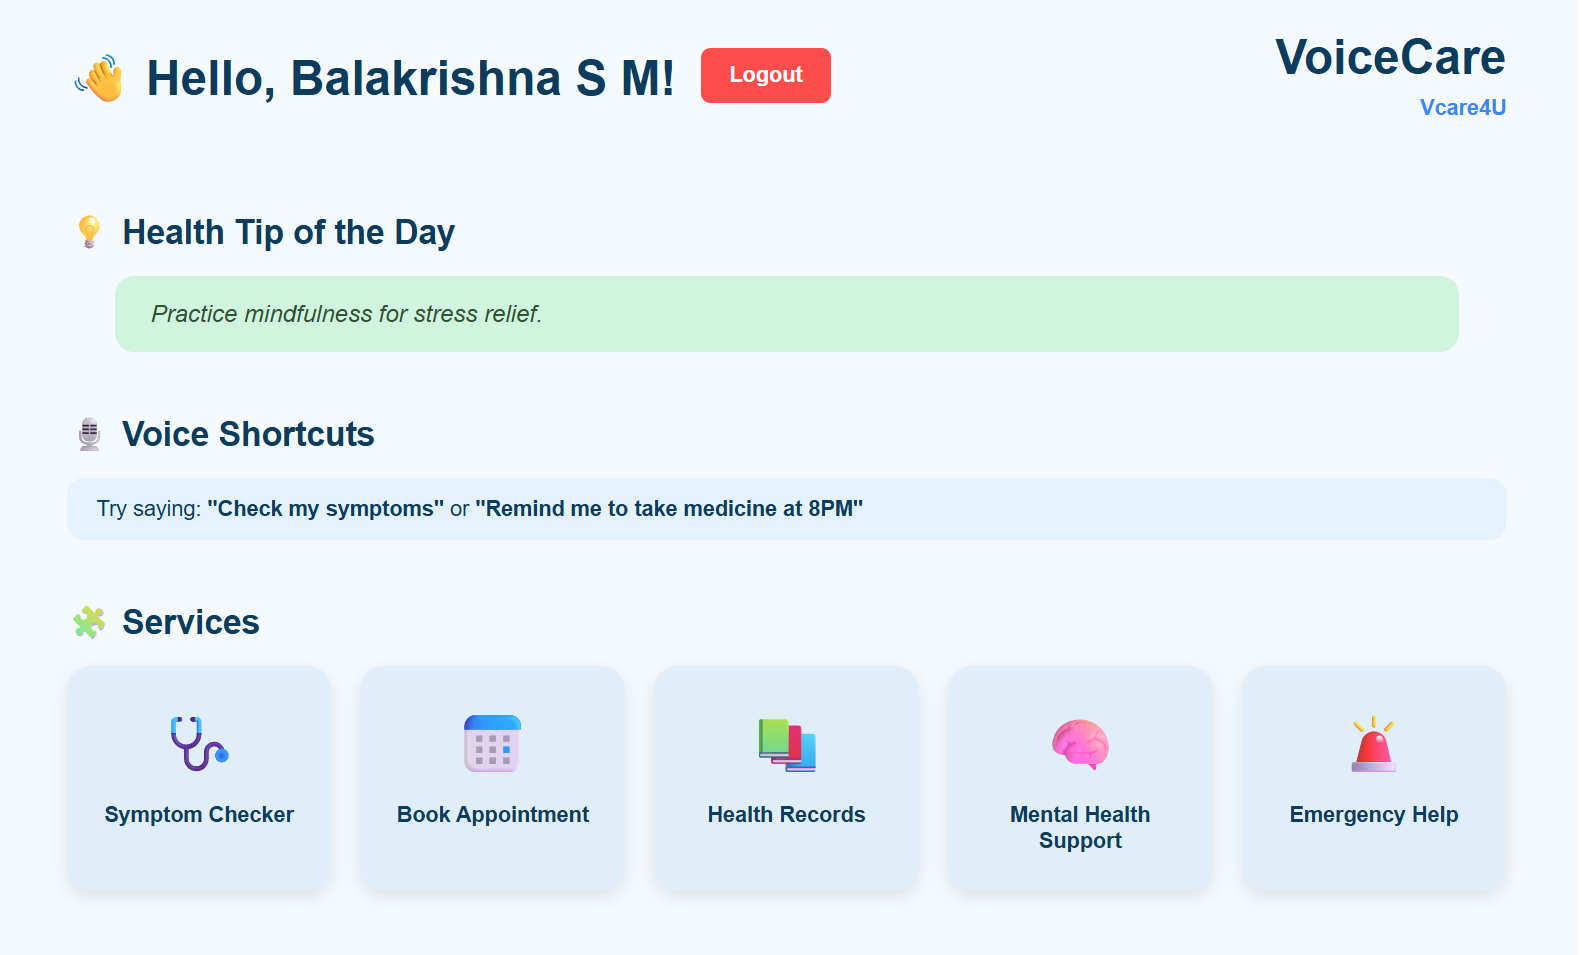 Hello, Balakrishna S M!
Logout
VoiceCare
Vcare4U
Health Tip of the Day
Practice mindfulness for stress relief.
Voice Shortcuts
Try saying: "Check my symptoms" or "Remind me to take medicine at 8PM"
Services
Symptom Checker
Book Appointment
Health Records
Mental Health
Support
Emergency Help